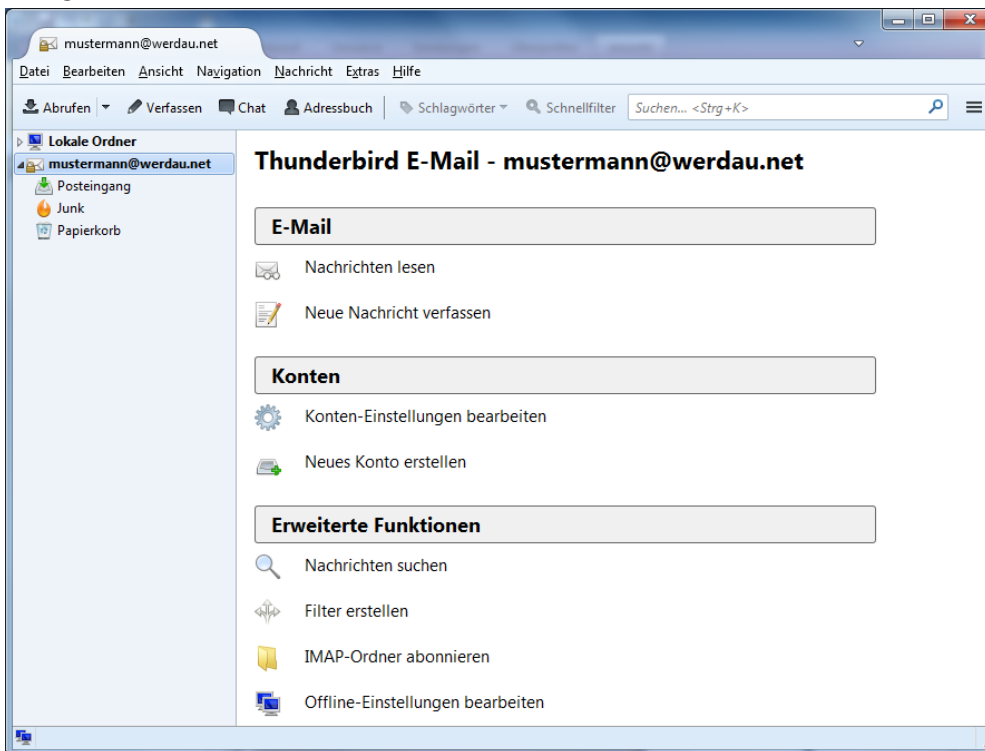 mustermann@werdau.net
Datei Bearbeiten Ansicht Navigation Nachricht Extras Hilfe
Abrufen Verfassen Chat Adressbuch Schlagwörter Schnellfilter Suchen... <Strg+K>
Lokale Ordner
mustermann@werdau.net
Posteingang
Junk
Papierkorb
Thunderbird E-Mail - mustermann@werdau.net
E-Mail
Nachrichten lesen
Neue Nachricht verfassen
Konten
Konten-Einstellungen bearbeiten
Neues Konto erstellen
Erweiterte Funktionen
Nachrichten suchen
Filter erstellen
IMAP-Ordner abonnieren
Offline-Einstellungen bearbeiten